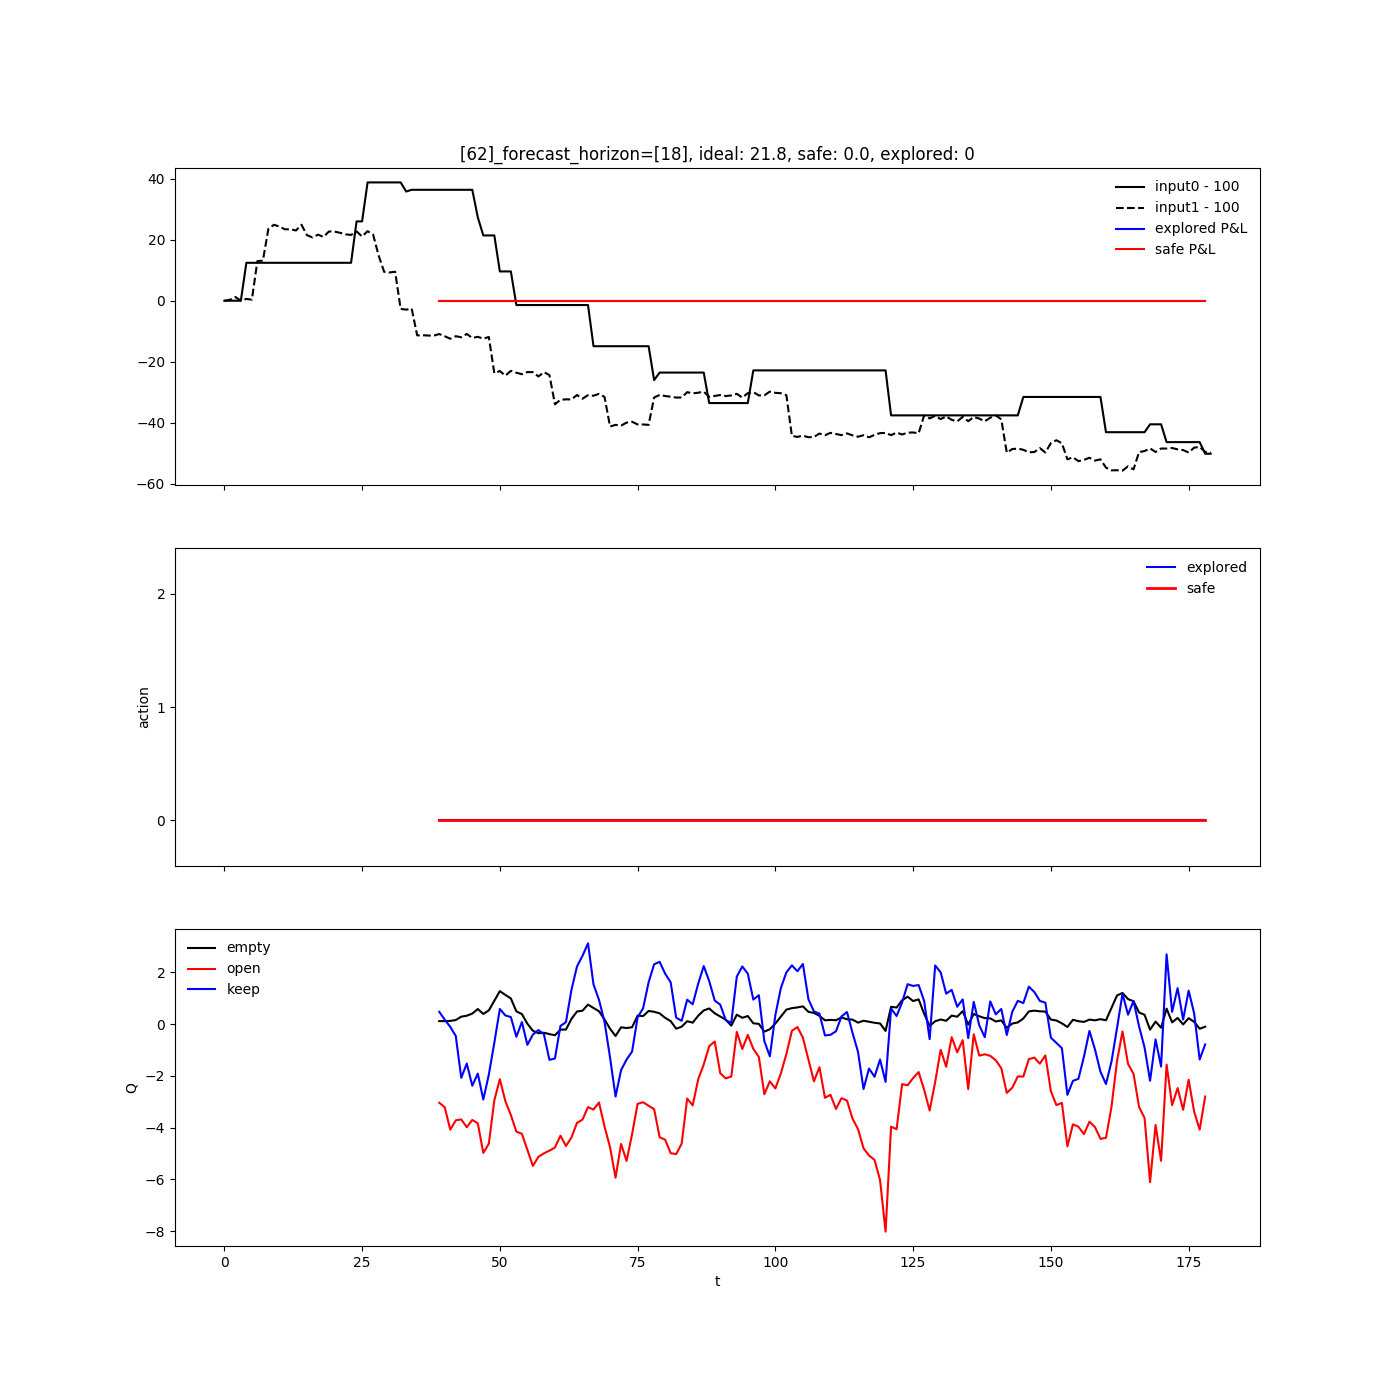 [62]_forecast_horizon=[18], ideal: 21.8, safe: 0.0, explored: 0
40
20
0
−20
−40
−60
input0 - 100
input1 - 100
explored P&L
safe P&L
2
1
0
action
explored
safe
2
0
−2
−4
−6
−8
Q
empty
open
keep
0 25 50 75 100 125 150 175
t